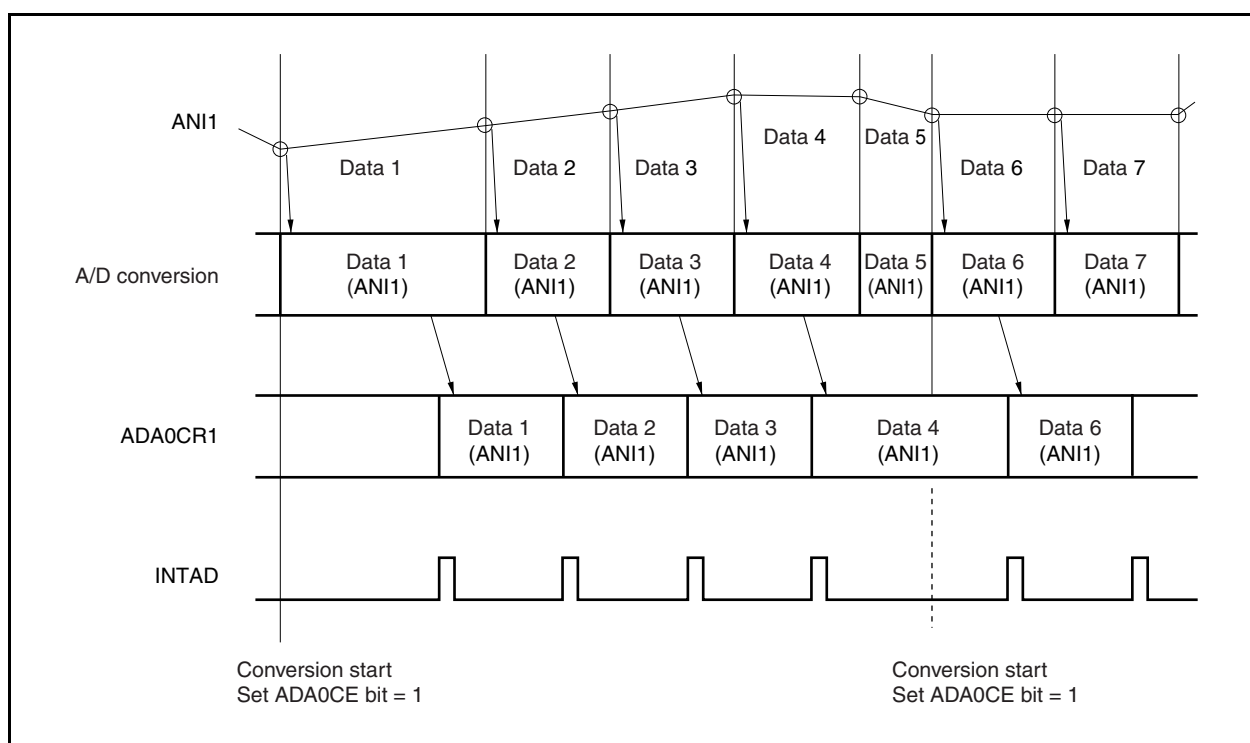 ANI1
Data 1
Data 2
Data 3
Data 4
Data 5
Data 6
Data 7
A/D conversion
Data 1
(ANI1)
Data 2
(ANI1)
Data 3
(ANI1)
Data 4
(ANI1)
Data 5
(ANI1)
Data 6
(ANI1)
Data 7
(ANI1)
ADA0CR1
Data 1
(ANI1)
Data 2
(ANI1)
Data 3
(ANI1)
Data 4
(ANI1)
Data 6
(ANI1)
INTAD
Conversion start
Set ADA0CE bit = 1
Conversion start
Set ADA0CE bit = 1